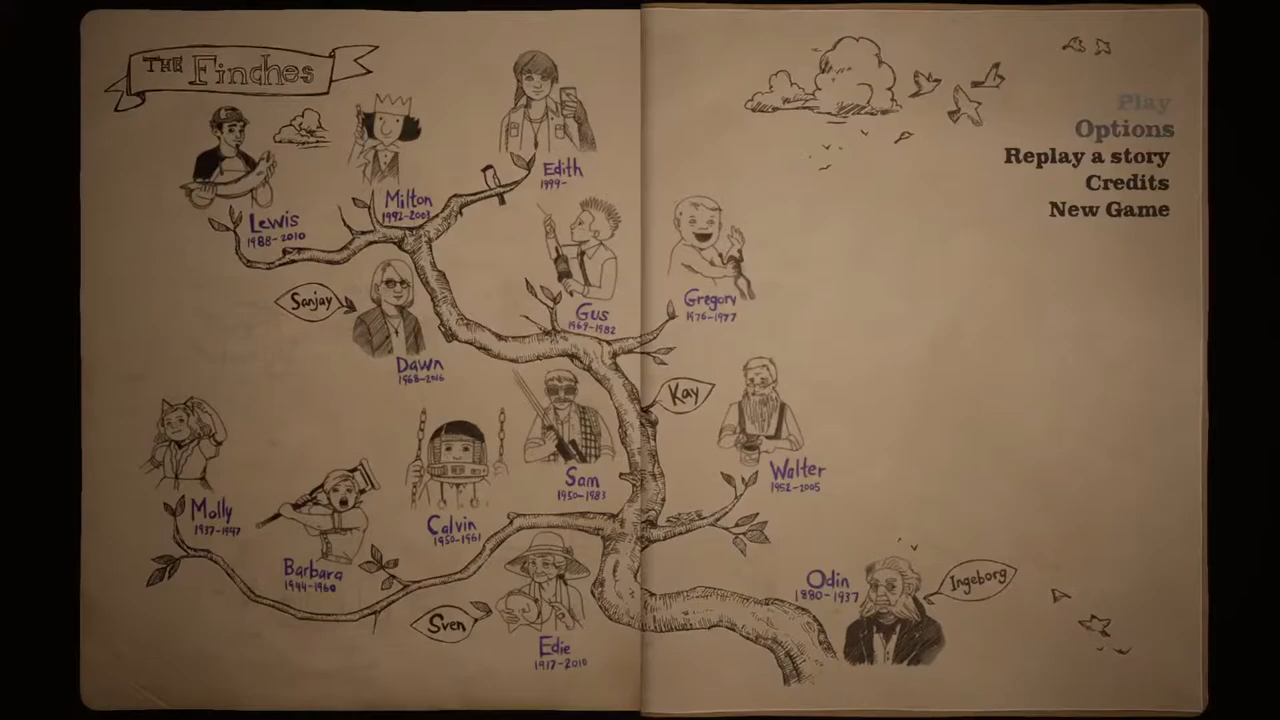 THE Finches
Edith
1999-
Milton
1992-2003
Lewis
1988-2010
Sanjay
Dawn
1968-2016
Gus
1969-1982
Gregory
1976-1977
Kay
Sam
1950-1983
Walter
1952-2005
Calvin
1950-1961
Molly
1937-1947
Barbara
1944-1960
Sven
Edie
1917-2010
Odin
1880-1937
Ingeborg
Play
Options
Replay a story
Credits
New Game